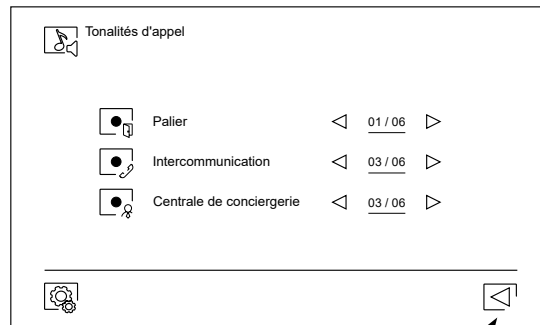 Tonalités d'appel
Palier 01 / 06
Intercommunication 03 / 06
Centrale de conciergerie 03 / 06